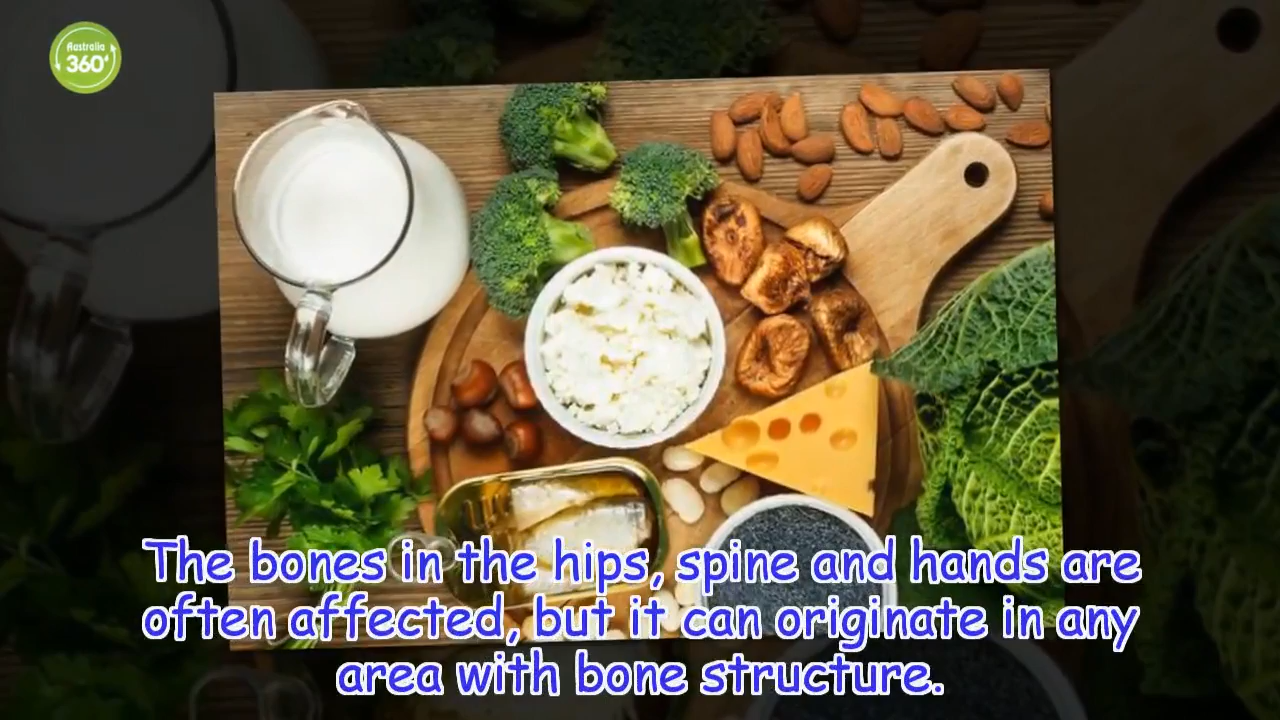 Australia
360°
The bones in the hips, spine and hands are
often affected, but it can originate in any
area with bone structure.